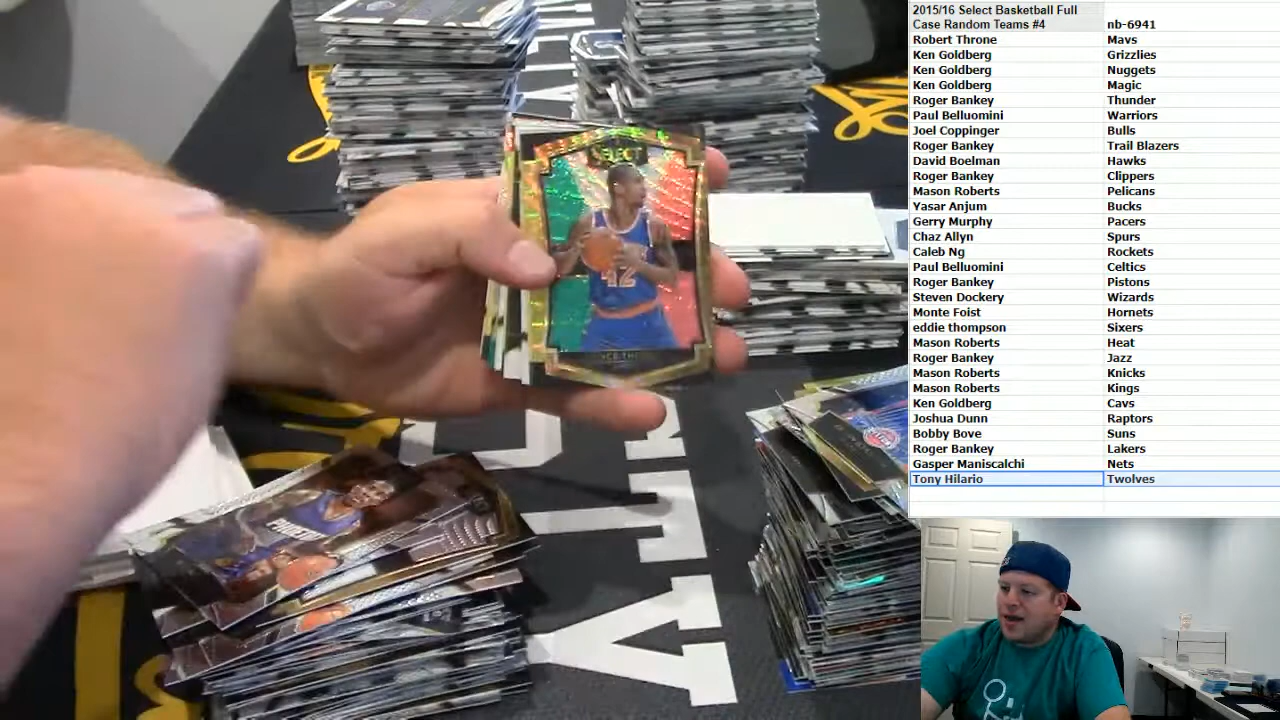 2015/16 Select Basketball Full
Case Random Teams #4 nb-6941
Robert Throne Mavs
Ken Goldberg Grizzlies
Ken Goldberg Nuggets
Ken Goldberg Magic
Roger Bankey Thunder
Paul Belluomini Warriors
Joel Coppinger Bulls
Roger Bankey Trail Blazers
David Boelman Hawks
Roger Bankey Clippers
Mason Roberts Pelicans
Yasar Anjum Bucks
Gerry Murphy Pacers
Chaz Allyn Spurs
Caleb Ng Rockets
Paul Belluomini Celtics
Roger Bankey Pistons
Steven Dockery Wizards
Monte Foist Hornets
eddie thompson Sixers
Mason Roberts Heat
Roger Bankey Jazz
Mason Roberts Knicks
Mason Roberts Kings
Ken Goldberg Cavs
Joshua Dunn Raptors
Bobby Bove Suns
Roger Bankey Lakers
Gasper Maniscalchi Nets
Tony Hilario Twolves
SELECT
42